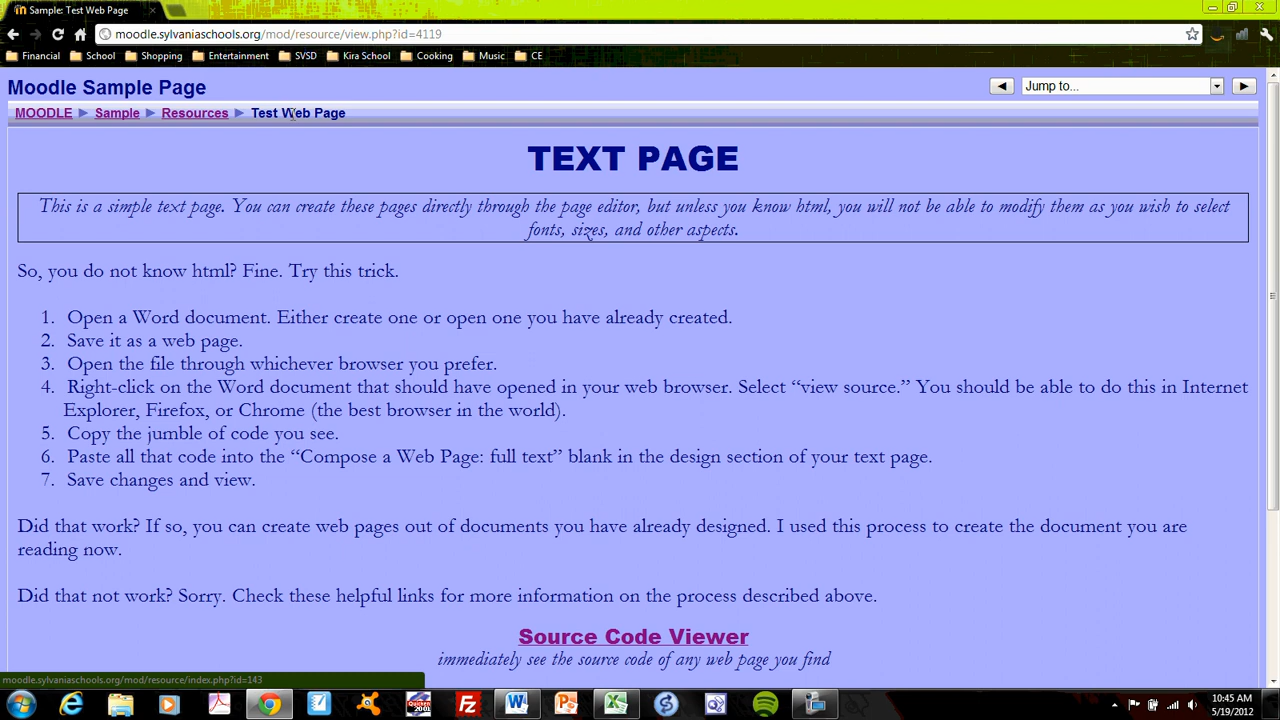 Sample: Test Web Page
moodle.sylvaniaschools.org/mod/resource/view.php?id=4119
Financial School Shopping Entertainment SVSD Kira School Cooking Music CE
Moodle Sample Page
Jump to...
MOODLE ► Sample ► Resources ► Test Web Page
TEXT PAGE
This is a simple text page. You can create these pages directly through the page editor, but unless you know html, you will not be able to modify them as you wish to select
fonts, sizes, and other aspects.
So, you do not know html? Fine. Try this trick.
1. Open a Word document. Either create one or open one you have already created.
2. Save it as a web page.
3. Open the file through whichever browser you prefer.
4. Right-click on the Word document that should have opened in your web browser. Select “view source.” You should be able to do this in Internet
Explorer, Firefox, or Chrome (the best browser in the world).
5. Copy the jumble of code you see.
6. Paste all that code into the “Compose a Web Page: full text” blank in the design section of your text page.
7. Save changes and view.
Did that work? If so, you can create web pages out of documents you have already designed. I used this process to create the document you are
reading now.
Did that not work? Sorry. Check these helpful links for more information on the process described above.
Source Code Viewer
immediately see the source code of any web page you find
moodle.sylvaniaschools.org/mod/resource/index.php?id=143
10:45 AM
5/19/2012